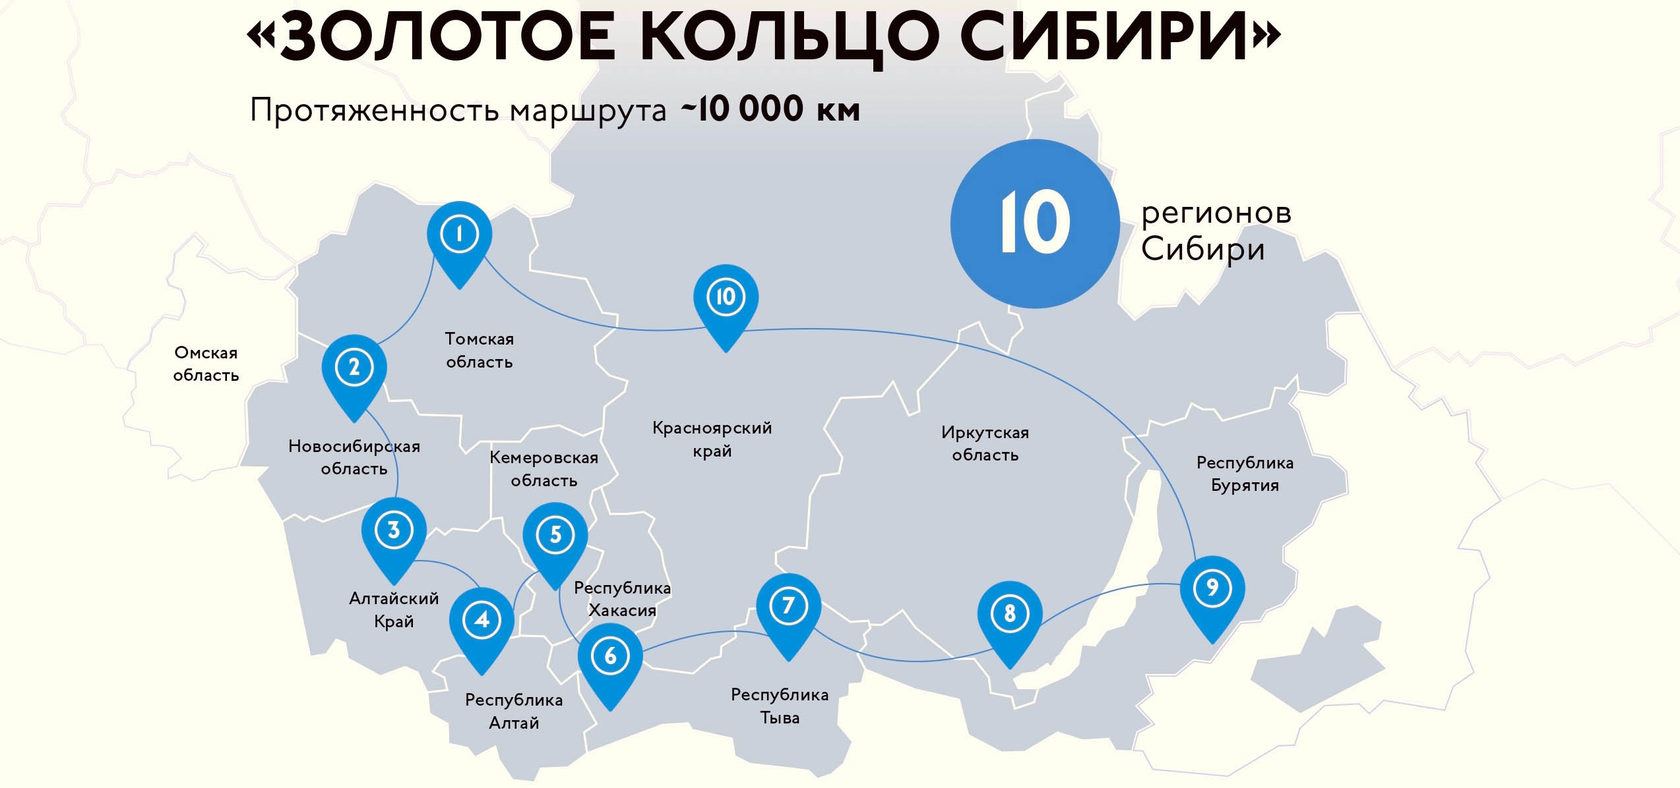 «ЗОЛОТОЕ КОЛЬЦО СИБИРИ»
Протяженность маршрута ~10 000 км
10
регионов
Сибири
1
10
Томская
область
Омская
область
2
Новосибирская
область
Кемеровская
область
Красноярский
край
Иркутская
область
Республика
Бурятия
3
5
Алтайский
Край
4
Республика
Хакасия
6
7
8
9
Республика
Алтай
Республика
Тыва